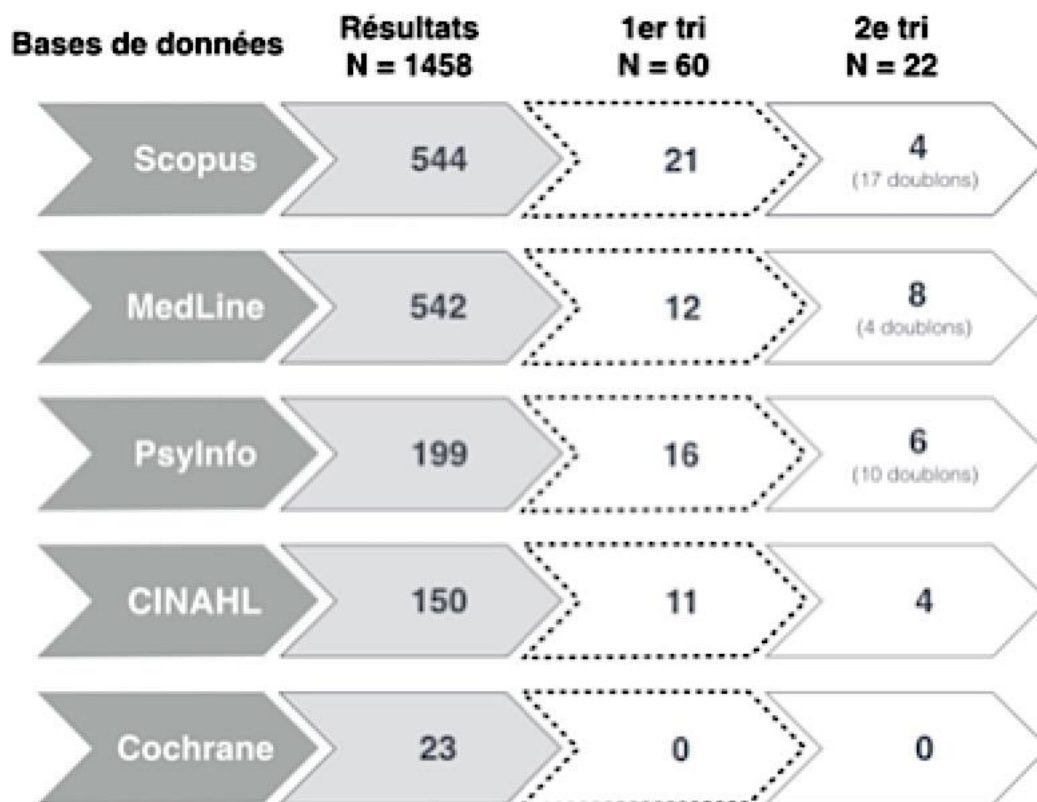 Bases de données
Résultats
N = 1458
1er tri
N = 60
2e tri
N = 22
Scopus
544
21
4
(17 doublons)
MedLine
542
12
8
(4 doublons)
PsyInfo
199
16
6
(10 doublons)
CINAHL
150
11
4
Cochrane
23
0
0